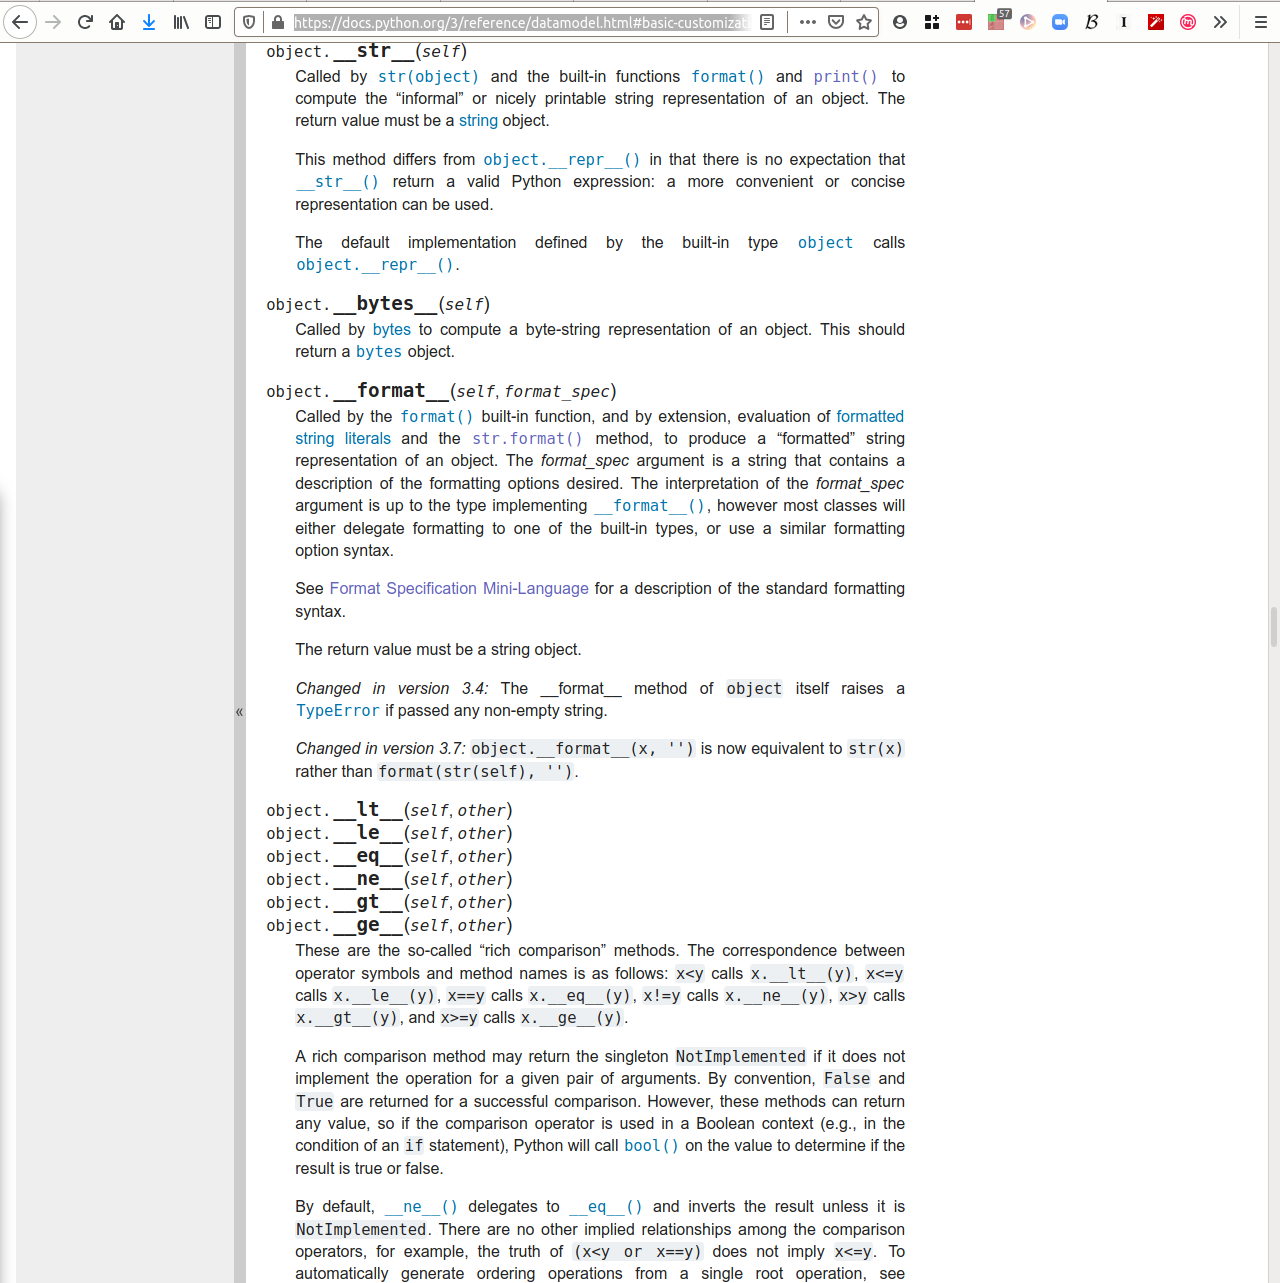 https://docs.python.org/3/reference/datamodel.html#basic-customizat
57
object.__str__(self)
Called by str(object) and the built-in functions format() and print() to
compute the “informal” or nicely printable string representation of an object. The
return value must be a string object.
This method differs from object.__repr__() in that there is no expectation that
__str__() return a valid Python expression: a more convenient or concise
representation can be used.
The default implementation defined by the built-in type object calls
object.__repr__().
object.__bytes__(self)
Called by bytes to compute a byte-string representation of an object. This should
return a bytes object.
object.__format__(self, format_spec)
Called by the format() built-in function, and by extension, evaluation of formatted
string literals and the str.format() method, to produce a “formatted” string
representation of an object. The format_spec argument is a string that contains a
description of the formatting options desired. The interpretation of the format_spec
argument is up to the type implementing __format__(), however most classes will
either delegate formatting to one of the built-in types, or use a similar formatting
option syntax.
See Format Specification Mini-Language for a description of the standard formatting
syntax.
The return value must be a string object.
Changed in version 3.4: The __format__ method of object itself raises a
TypeError if passed any non-empty string.
«
Changed in version 3.7: object.__format__(x, '') is now equivalent to str(x)
rather than format(str(self), '').
object.__lt__(self, other)
object.__le__(self, other)
object.__eq__(self, other)
object.__ne__(self, other)
object.__gt__(self, other)
object.__ge__(self, other)
These are the so-called “rich comparison” methods. The correspondence between
operator symbols and method names is as follows: x<y calls x.__lt__(y), x<=y
calls x.__le__(y), x==y calls x.__eq__(y), x!=y calls x.__ne__(y), x>y calls
x.__gt__(y), and x>=y calls x.__ge__(y).
A rich comparison method may return the singleton NotImplemented if it does not
implement the operation for a given pair of arguments. By convention, False and
True are returned for a successful comparison. However, these methods can return
any value, so if the comparison operator is used in a Boolean context (e.g., in the
condition of an if statement), Python will call bool() on the value to determine if the
result is true or false.
By default, __ne__() delegates to __eq__() and inverts the result unless it is
NotImplemented. There are no other implied relationships among the comparison
operators, for example, the truth of (x<y or x==y) does not imply x<=y. To
automatically generate ordering operations from a single root operation, see